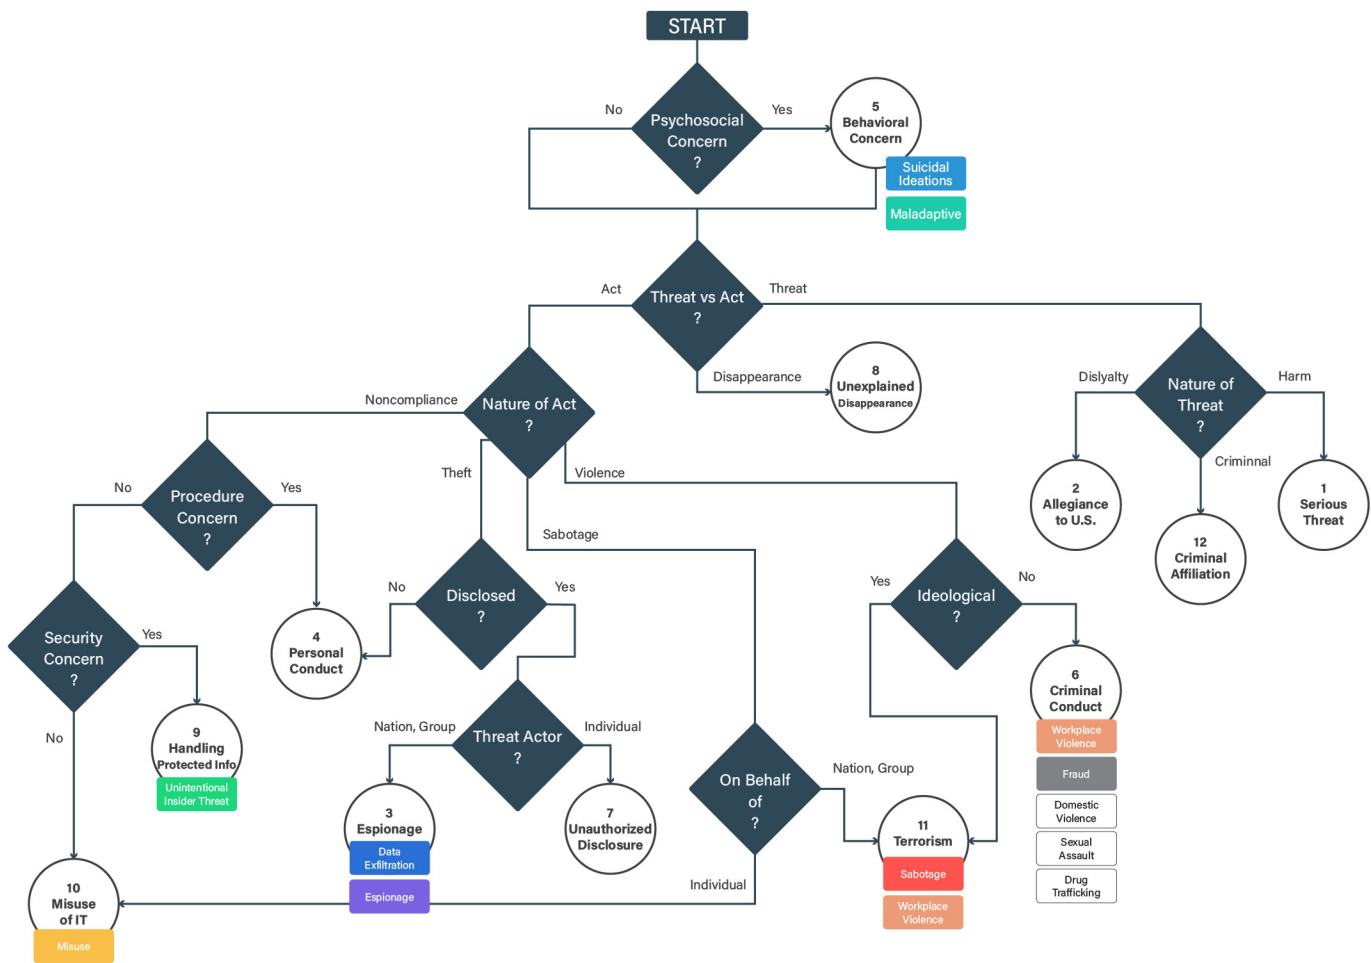 START
No
Psychosocial
Concern
?
Yes
5
Behavioral
Concern
Suicidal
Ideations
Maladaptive
Act
Threat vs Act
?
Threat
Disappearance
8
Unexplained
Disappearance
Dislyalty
Nature of
Threat
?
Harm
Criminnal
2
Allegiance
to U.S.
12
Criminal
Affiliation
1
Serious
Threat
Noncompliance
Nature of Act
?
Theft
Violence
Sabotage
No
Procedure
Concern
?
Yes
No
Disclosed
?
Yes
Yes
Ideological
?
No
Security
Concern
?
Yes
No
4
Personal
Conduct
6
Criminal
Conduct
Workplace
Violence
Fraud
Domestic
Violence
Sexual
Assault
Drug
Trafficking
9
Handling
Protected Info
Unintentional
Insider Threat
Nation, Group
Threat Actor
?
Individual
3
Espionage
Data
Exfiltration
Espionage
7
Unauthorized
Disclosure
On Behalf
of
?
Nation, Group
Individual
11
Terrorism
Sabotage
Workplace
Violence
10
Misuse
of IT
Misuse